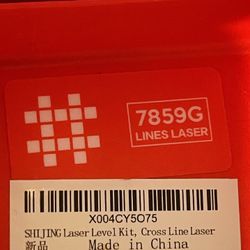 7859G
LINES LASER
X004CY5O75
SHIJING Laser Level Kit, Cross Line Laser
新品 Made in China